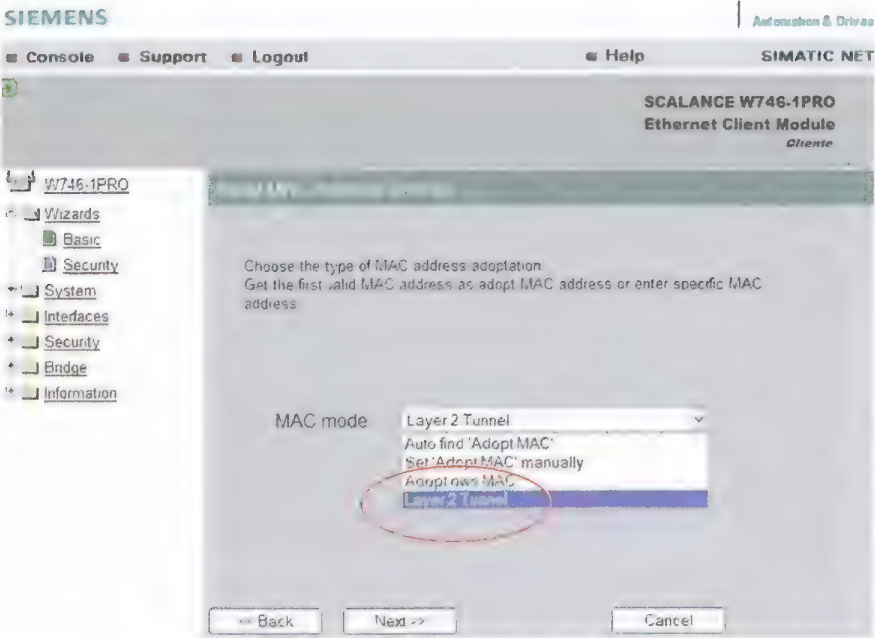 SIEMENS
Automation & Drives
Console Support Logout Help SIMATIC NET
SCALANCE W746-1PRO
Ethernet Client Module
Cliente
W746-1PRO
Wizards
Basic
Security
System
Interfaces
Security
Bridge
Information
Choose the type of MAC address adoptation
Get the first valid MAC address as adopt MAC address or enter specific MAC
address
MAC mode Layer 2 Tunnel
Auto find 'Adopt MAC'
Set 'Adopt MAC' manually
Adopt own MAC
Layer 2 Tunnel
<- Back Next -> Cancel